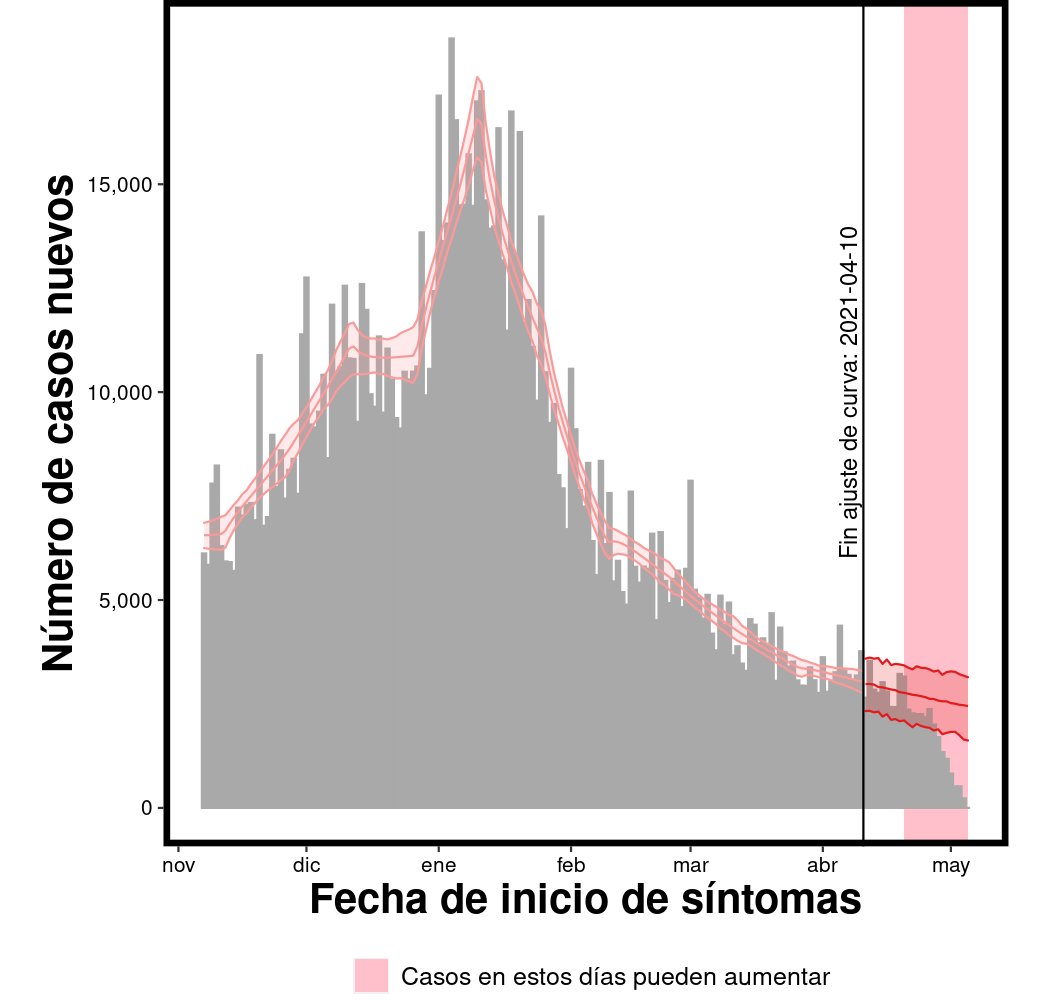 Número de casos nuevos
15,000
10,000
5,000
0
Fin ajuste de curva: 2021-04-10
nov dic ene feb mar abr may
Fecha de inicio de síntomas
Casos en estos días pueden aumentar